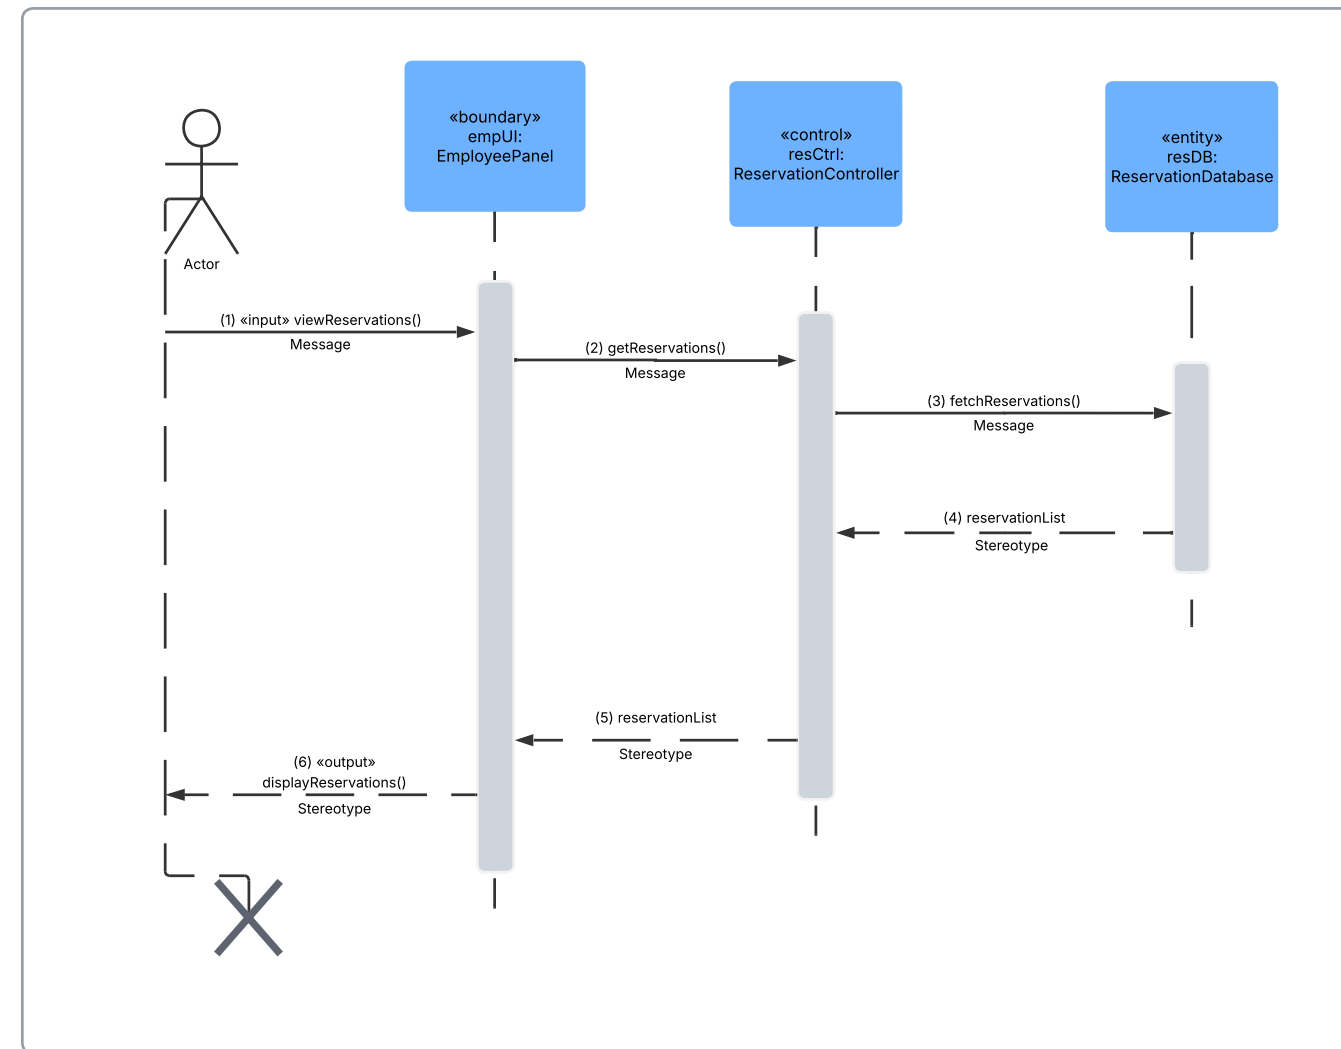 «boundary»
empUI:
EmployeePanel
«control»
resCtrl:
ReservationController
«entity»
resDB:
ReservationDatabase
Actor
(1) «input» viewReservations()
Message
(2) getReservations()
Message
(3) fetchReservations()
Message
(4) reservationList
Stereotype
(5) reservationList
Stereotype
(6) «output»
displayReservations()
Stereotype